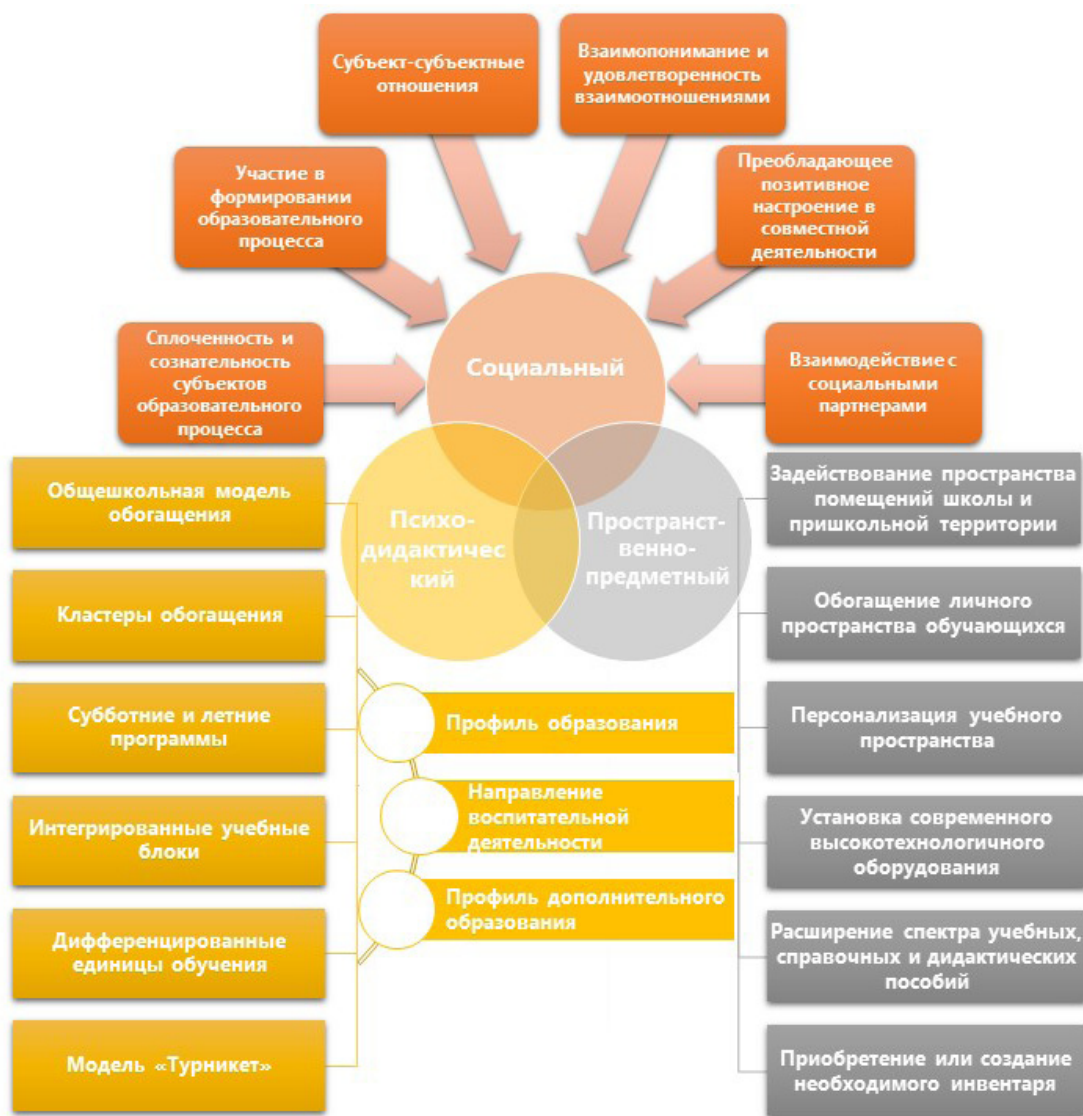 Субъект-субъектные
отношения
Взаимопонимание и
удовлетворенность
взаимоотношениями
Участие в
формировании
образовательного
процесса
Преобладающее
позитивное
настроение в
совместной
деятельности
Сплоченность и
сознательность
субъектов
образовательного
процесса
Социальный
Взаимодействие с
социальными
партнерами
Психо-
дидактичес
кий
Пространст-
венно-
предметный
Общешкольная модель
обогащения
Кластеры обогащения
Субботние и летние
программы
Интегрированные учебные
блоки
Дифференцированные
единицы обучения
Модель «Турникет»
Профиль образования
Направление
воспитательной
деятельности
Профиль дополнительного
образования
Задействование пространства
помещений школы и
пришкольной территории
Обогащение личного
пространства обучающихся
Персонализация учебного
пространства
Установка современного
высокотехнологичного
оборудования
Расширение спектра учебных,
справочных и дидактических
пособий
Приобретение или создание
необходимого инвентаря